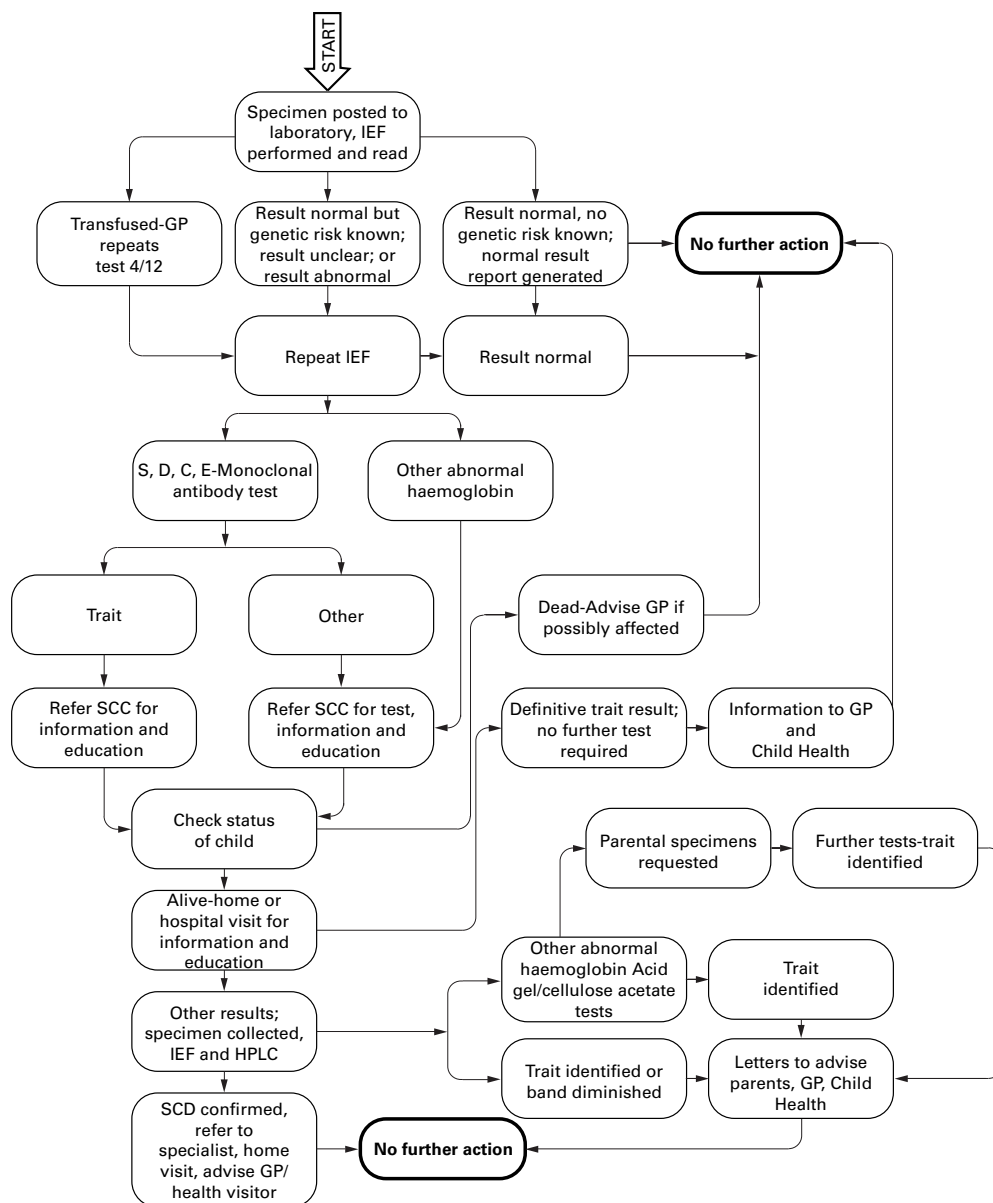 START
Specimen posted to
laboratory, IEF
performed and read
Transfused-GP
repeats
test 4/12
Result normal but
genetic risk known;
result unclear; or
result abnormal
Result normal, no
genetic risk known;
normal result
report generated
No further action
Repeat IEF
Result normal
S, D, C, E-Monoclonal
antibody test
Other abnormal
haemoglobin
Trait
Other
Dead-Advise GP if
possibly affected
Refer SCC for
information and
education
Refer SCC for test,
information and
education
Definitive trait result;
no further test
required
Information to GP
and
Child Health
Check status
of child
Parental specimens
requested
Further tests-trait
identified
Alive-home or
hospital visit for
information and
education
Other abnormal
haemoglobin Acid
gel/cellulose acetate
tests
Trait
identified
Other results;
specimen collected,
IEF and HPLC
Trait identified or
band diminished
Letters to advise
parents, GP, Child
Health
SCD confirmed,
refer to
specialist, home
visit, advise GP/
health visitor
No further action